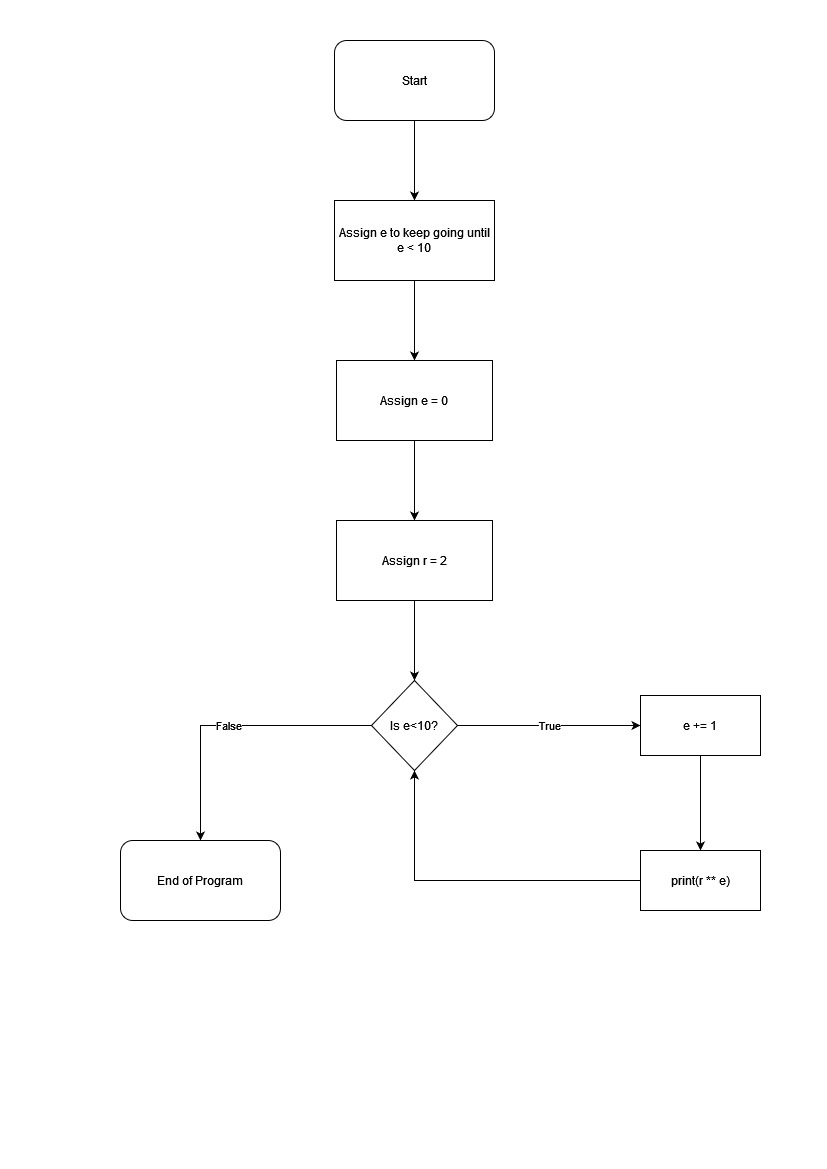 Start
Assign e to keep going until
e < 10
Assign e = 0
Assign r = 2
Is e<10?
False
True
e += 1
End of Program
print(r ** e)